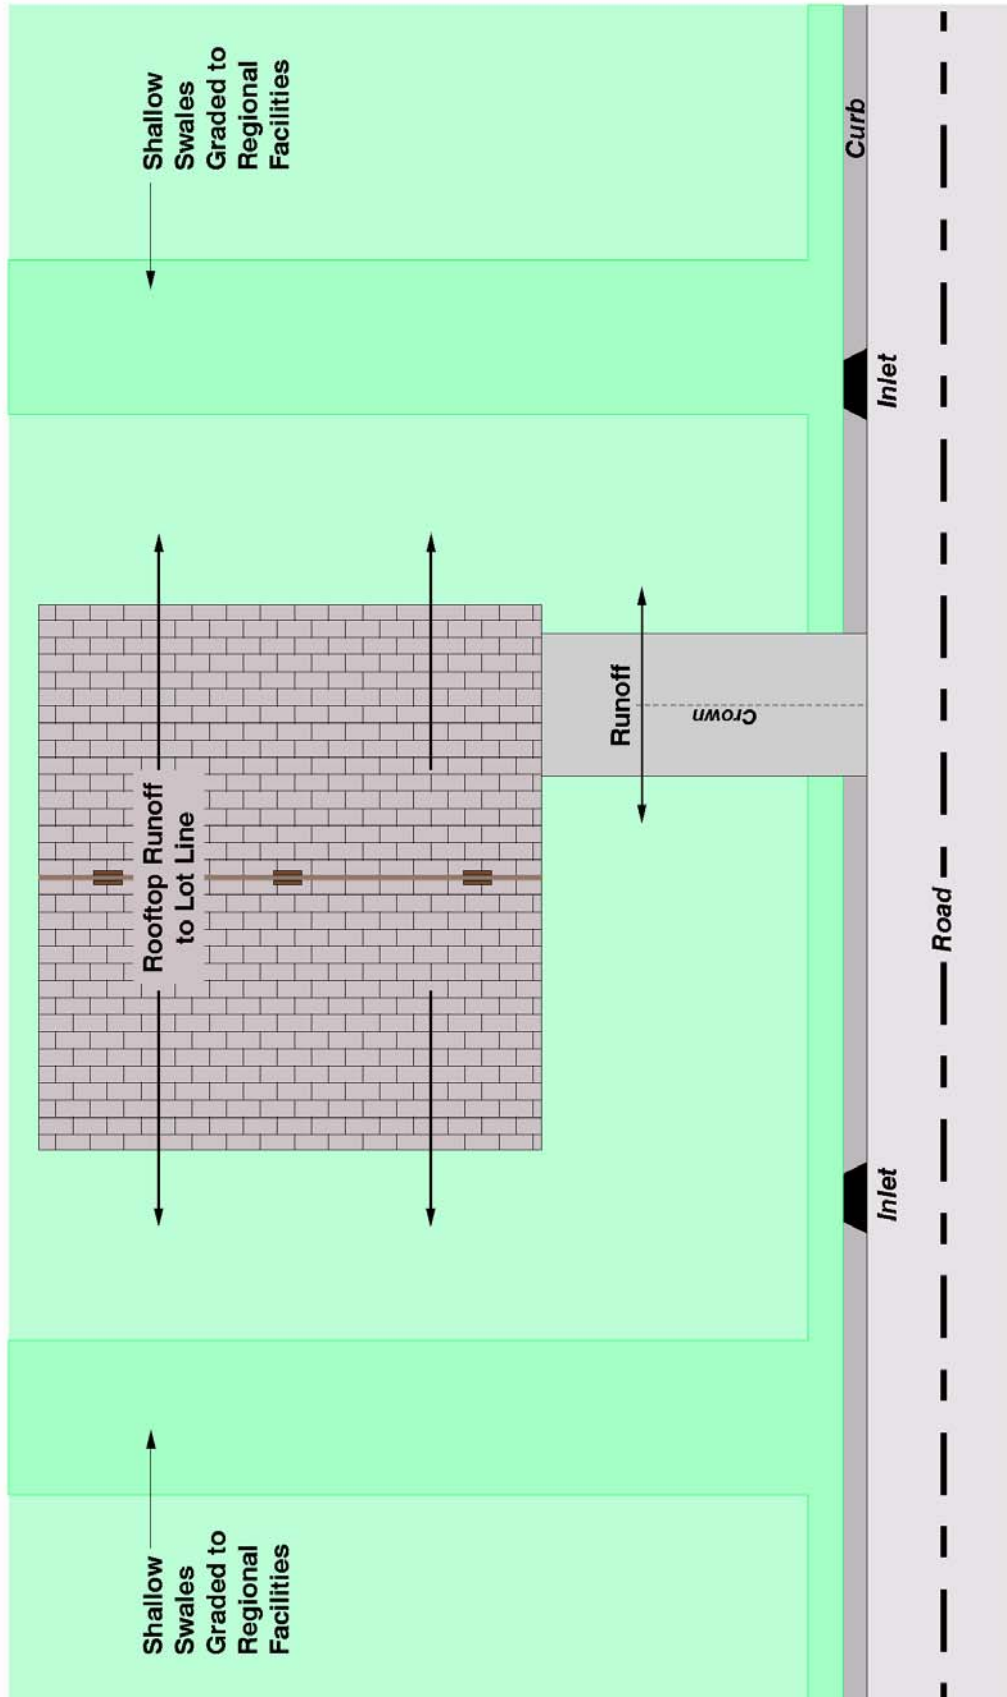 Shallow
Swales
Graded to
Regional
Facilities
Rooftop Runoff
to Lot Line
Shallow
Swales
Graded to
Regional
Facilities
Runoff
Crown
Inlet
Road
Inlet
Curb